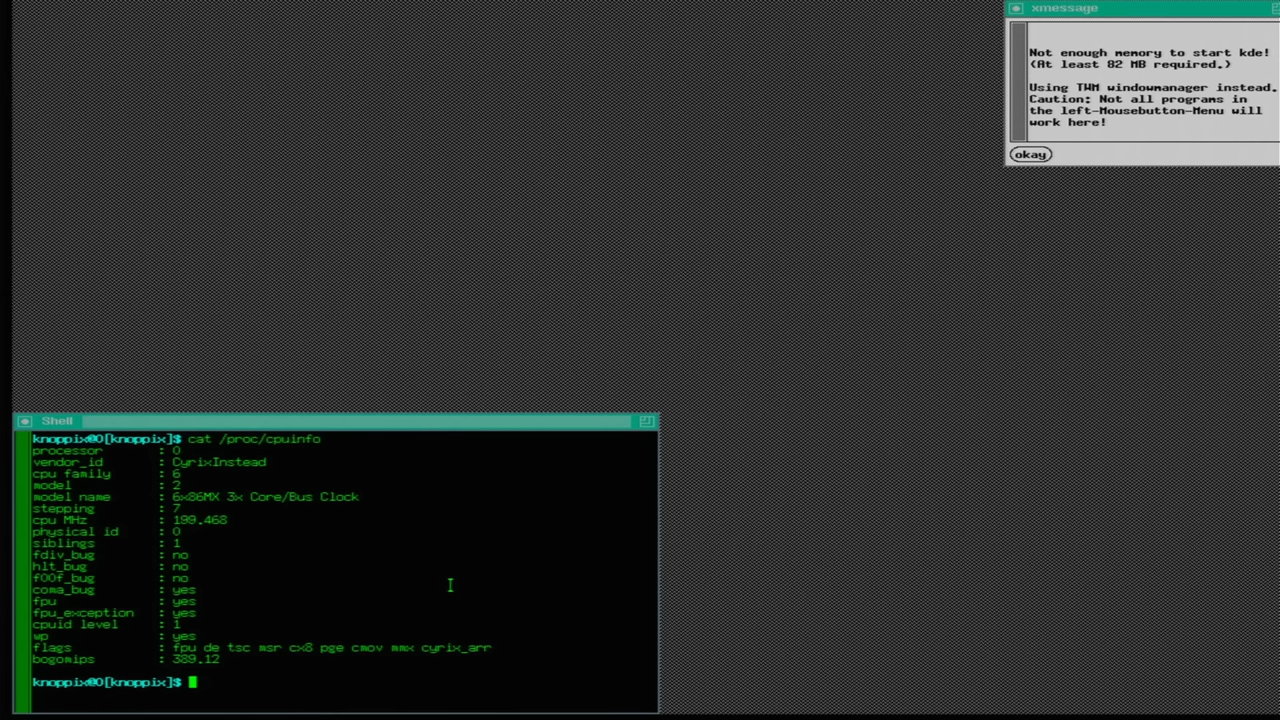 xmessage
Not enough memory to start kde!
(At least 82 MB required.)
Using TWM windowmanager instead.
Caution: Not all programs in
the left-Mousebutton-Menu will
work here!
okay
Shell
knoppix@0[knoppix]$ cat /proc/cpuinfo
processor : 0
vendor_id : CyrixInstead
cpu family : 6
model : 2
model name : 6x86MX 3x Core/Bus Clock
stepping : 7
cpu MHz : 199.468
physical id : 0
siblings : 1
fdiv_bug : no
hlt_bug : no
f00f_bug : no
coma_bug : yes
fpu : yes
fpu_exception : yes
cpuid level : 1
wp : yes
flags : fpu de tsc msr cx8 pge cmov mmx cyrix_arr
bogomips : 389.12
knoppix@0[knoppix]$